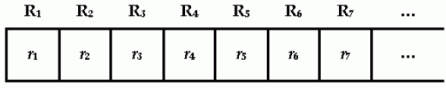 R₁ R₂ R₃ R₄ R₅ R₆ R₇ ...
r₁ r₂ r₃ r₄ r₅ r₆ r₇ ...